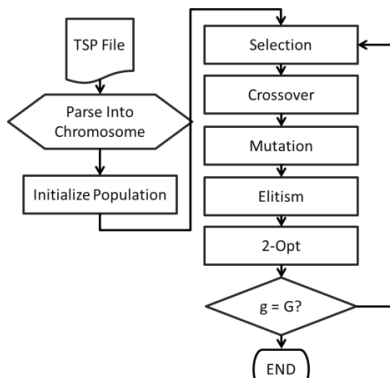 TSP File
Parse Into
Chromosome
Initialize Population
Selection
Crossover
Mutation
Elitism
2-Opt
g = G?
END